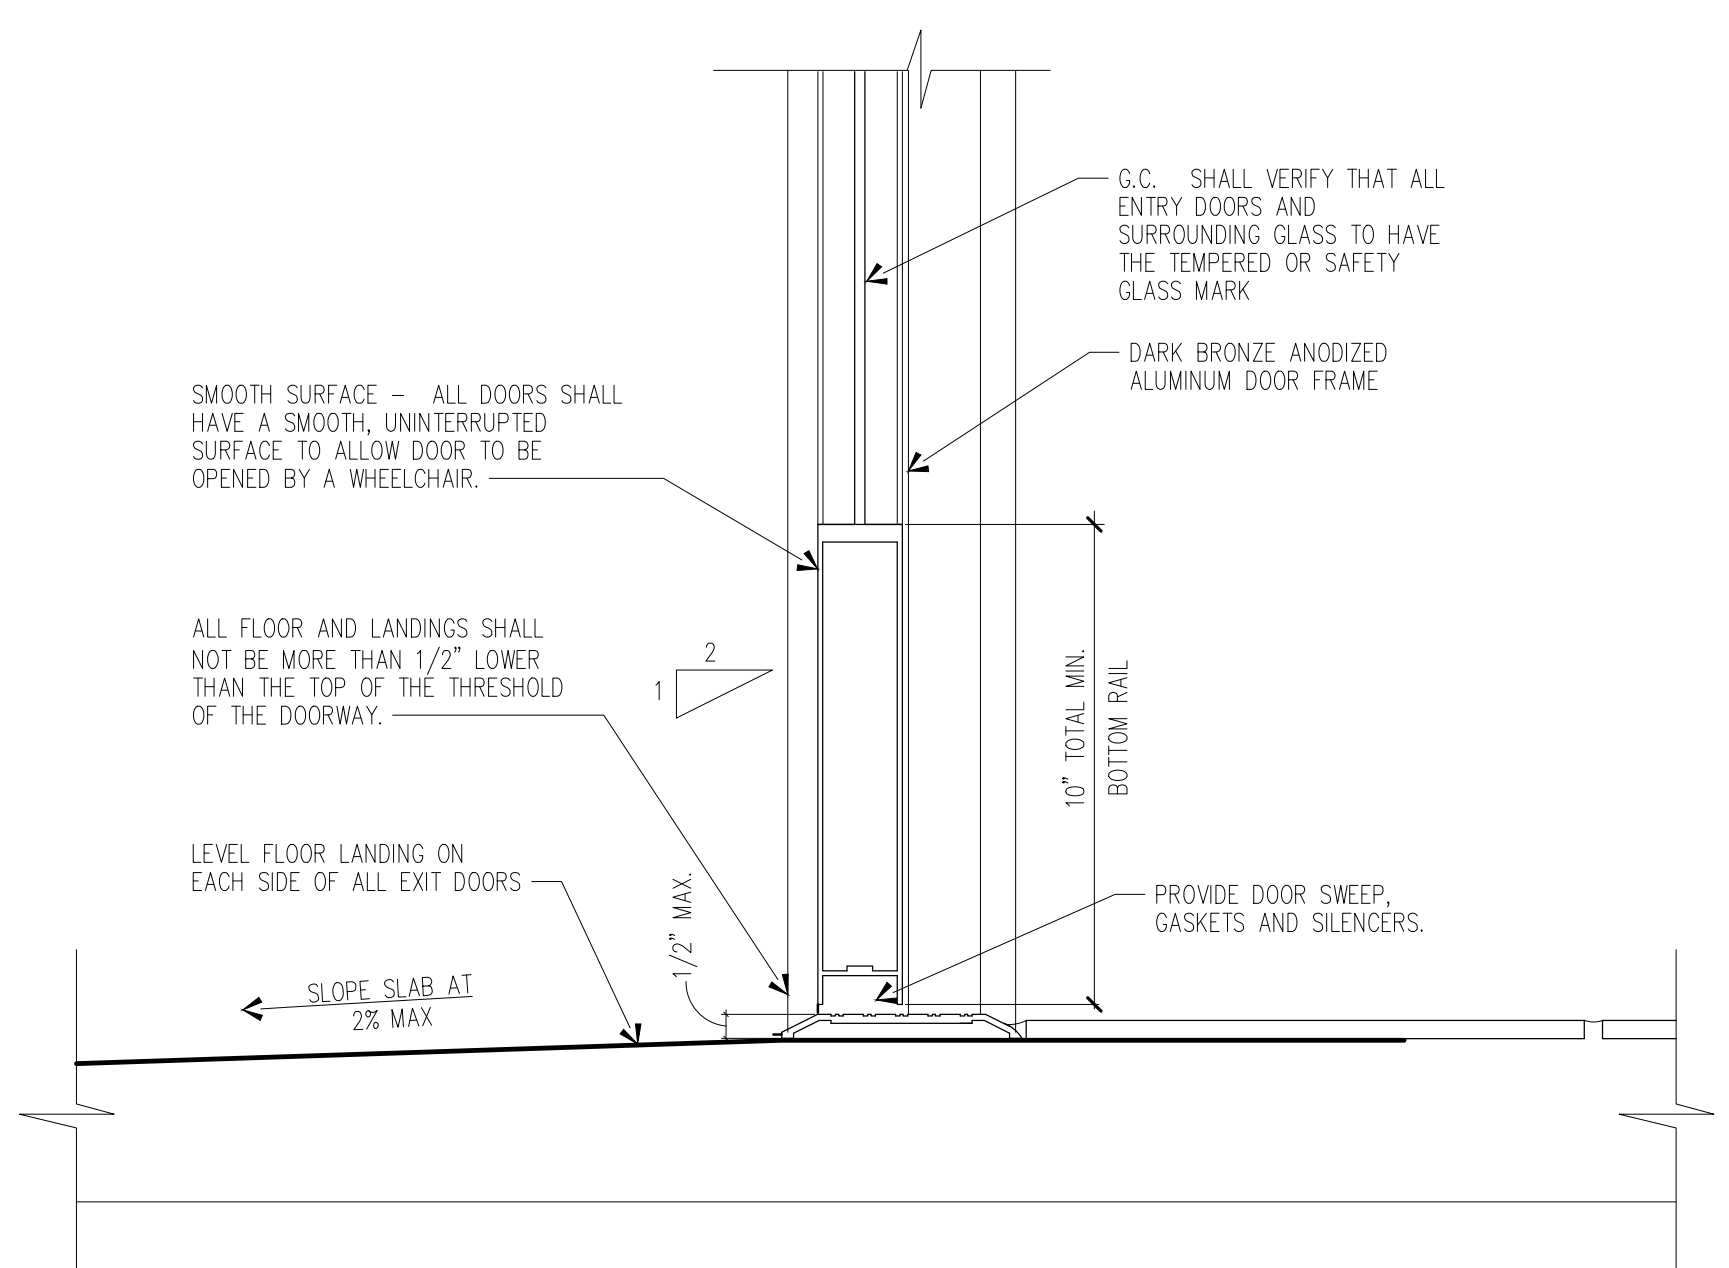 G.C. SHALL VERIFY THAT ALL
ENTRY DOORS AND
SURROUNDING GLASS TO HAVE
THE TEMPERED OR SAFETY
GLASS MARK
DARK BRONZE ANODIZED
ALUMINUM DOOR FRAME
SMOOTH SURFACE – ALL DOORS SHALL
HAVE A SMOOTH, UNINTERRUPTED
SURFACE TO ALLOW DOOR TO BE
OPENED BY A WHEELCHAIR.
ALL FLOOR AND LANDINGS SHALL
NOT BE MORE THAN 1/2” LOWER
THAN THE TOP OF THE THRESHOLD
OF THE DOORWAY.
2
1
10” TOTAL MIN.
BOTTOM RAIL
LEVEL FLOOR LANDING ON
EACH SIDE OF ALL EXIT DOORS
1/2” MAX.
PROVIDE DOOR SWEEP,
GASKETS AND SILENCERS.
SLOPE SLAB AT
2% MAX